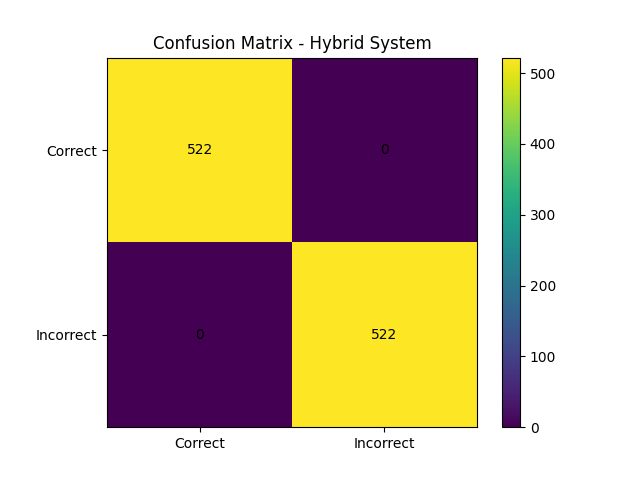 Confusion Matrix - Hybrid System
Correct
522
0
Incorrect
0
522
Correct
Incorrect
500
400
300
200
100
0